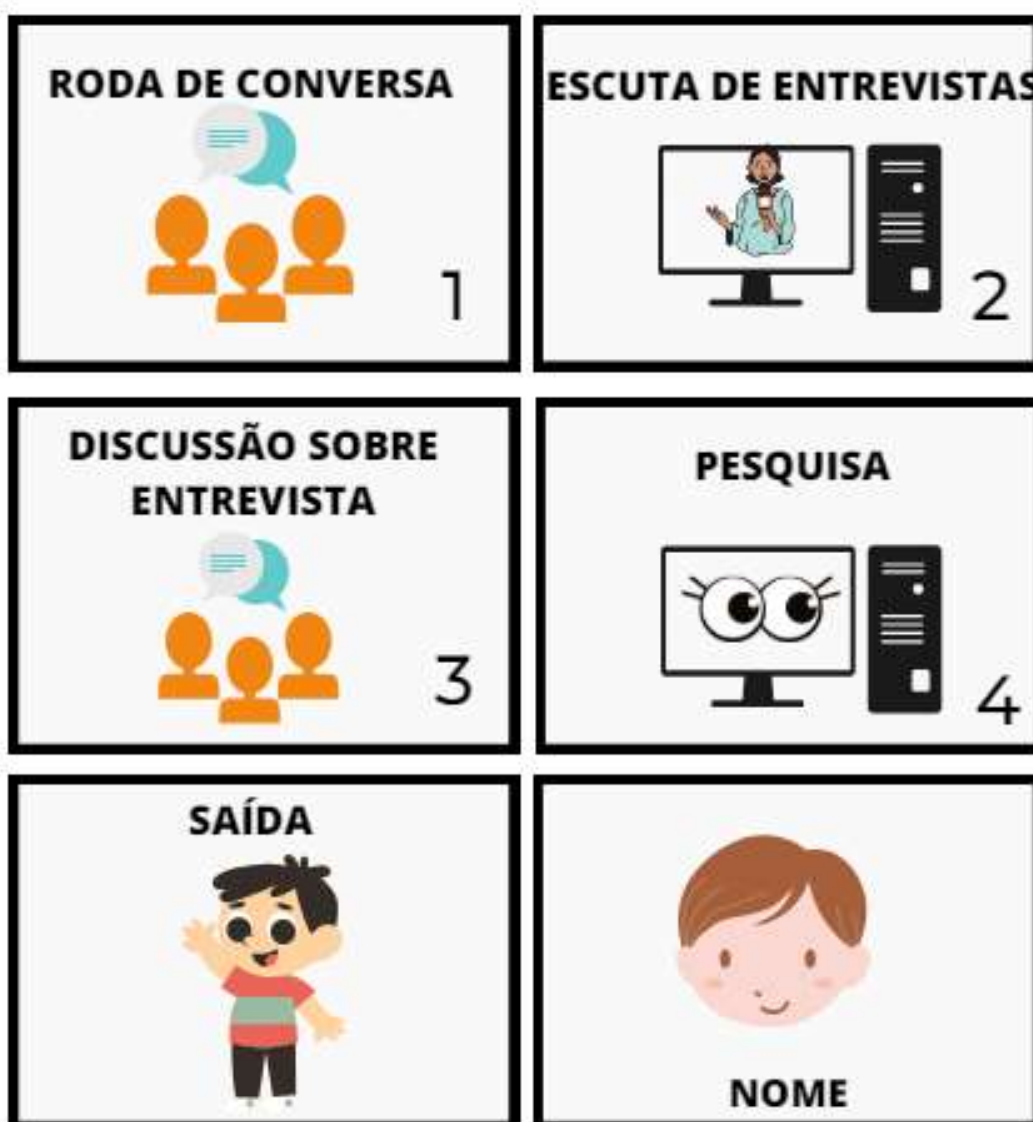 RODA DE CONVERSA
1
ESCUTA DE ENTREVISTAS
2
DISCUSSÃO SOBRE
ENTREVISTA
3
PESQUISA
4
SAÍDA
NOME